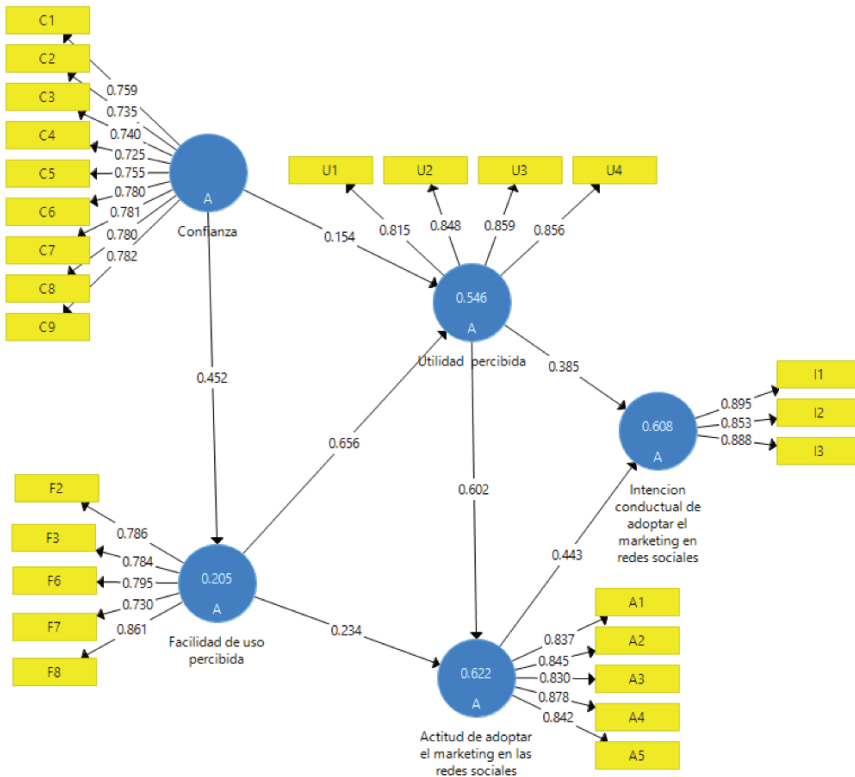 C1
C2
C3
C4
C5
C6
C7
C8
C9
0.759
0.735
0.740
0.725
0.755
0.780
0.781
0.780
0.782
A
Confianza
U1
U2
U3
U4
0.815
0.848
0.859
0.856
0.154
0.546
A
Utilidad percibida
0.452
0.656
0.385
0.602
0.443
0.234
I1
I2
I3
0.895
0.853
0.888
0.608
A
Intencion
conductual de
adoptar el
marketing en
redes sociales
F2
F3
F6
F7
F8
0.786
0.784
0.795
0.730
0.861
0.205
A
Facilidad de uso
percibida
A1
A2
A3
A4
A5
0.837
0.845
0.830
0.878
0.842
0.622
A
Actitud de adoptar
el marketing en las
redes sociales